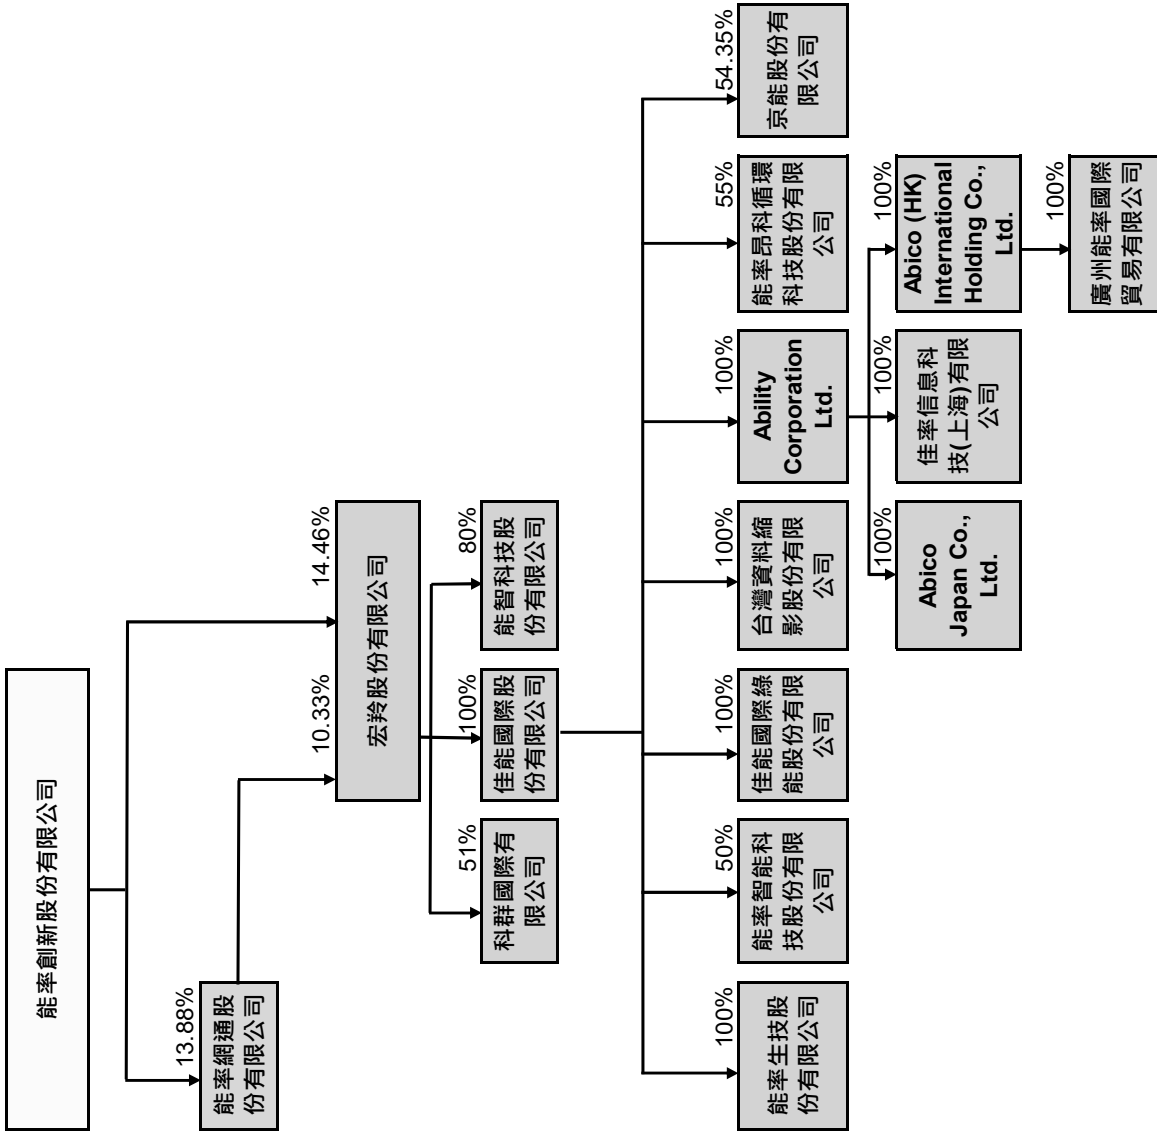 能率創新股份有限公司
13.88%
能率網通股
份有限公司
10.33%
14.46%
宏羚股份有限公司
51%
科群國際有
限公司
100%
佳能國際股
份有限公司
80%
能智科技股
份有限公司
100%
能率生技股
份有限公司
50%
能率智能科
技股份有限
公司
100%
佳能國際綠
能股份有限
公司
100%
台灣資料縮
影股份有限
公司
100%
Ability
Corporation
Ltd.
55%
能率昂科循環
科技股份有限
公司
54.35%
京能股份有
限公司
100%
Abico
Japan Co.,
Ltd.
100%
佳率信息科
技(上海)有限
公司
100%
Abico (HK)
International
Holding Co.,
Ltd.
100%
廣州能率國際
貿易有限公司